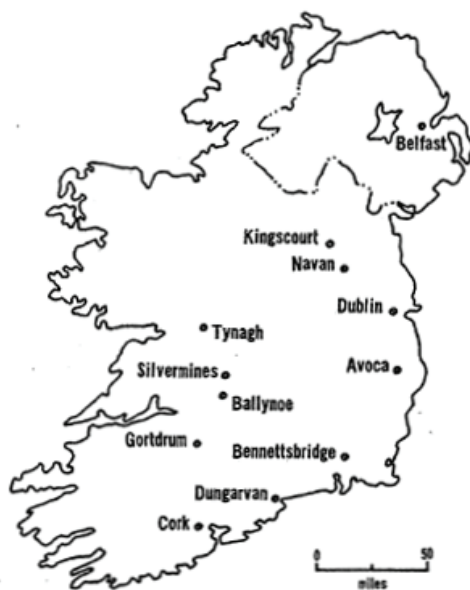 Belfast
Kingscourt
Navan
Dublin
Tynagh
Silvermines
Avoca
Ballynoe
Gortdrum
Bennettsbridge
Dungarvan
Cork
0 50
miles